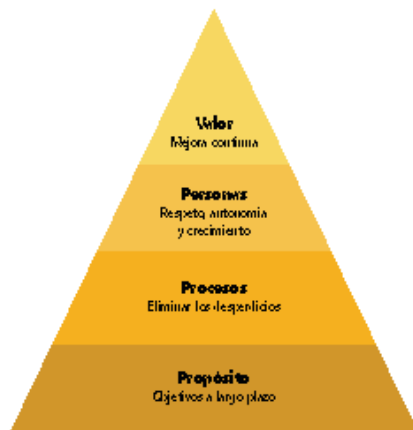 Valor
Mejora continua
Personas
Respeto, autonomía
y crecimiento
Procesos
Eliminar los desperdicios
Propósito
Objetivos a largo plazo